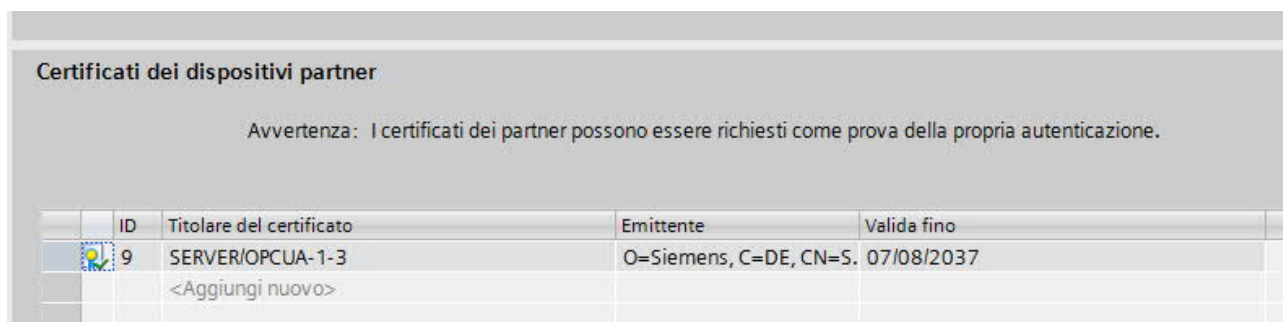 Certificati dei dispositivi partner
Avvertenza: I certificati dei partner possono essere richiesti come prova della propria autenticazione.
ID Titolare del certificato Emittente Valida fino
9 SERVER/OPCUA-1-3 O=Siemens, C=DE, CN=S. 07/08/2037
<Aggiungi nuovo>